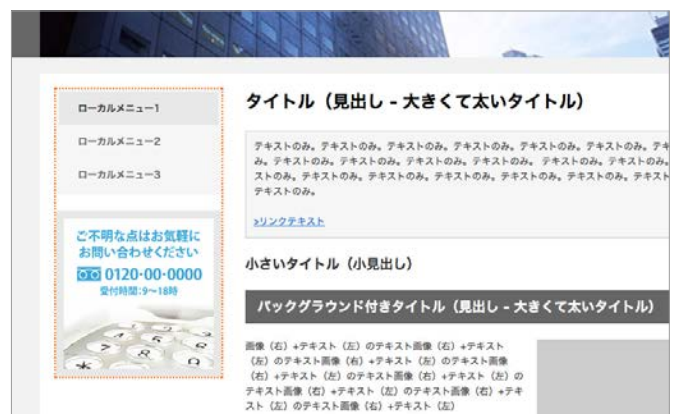 ローカルメニュー1
ローカルメニュー2
ローカルメニュー3
ご不明な点はお気軽に
お問い合わせください
0120-00-0000
受付時間:9〜18時
タイトル（見出し - 大きくて太いタイトル）
テキストのみ。テキストのみ。テキストのみ。テキストのみ。テキストのみ。テキストのみ。テキ
み。テキストのみ。テキストのみ。テキストのみ。 テキストのみ。テキストのみ。
ストのみ。テキストのみ。テキストのみ。テキストのみ。テキストのみ。テキスト
テキストのみ。
>リンクテキスト
小さいタイトル（小見出し）
バックグラウンド付きタイトル（見出し - 大きくて太いタイトル）
画像（右）+テキスト（左）のテキスト画像（右）+テキスト
（左）のテキスト画像（右）+テキスト（左）のテキスト画像
（右）+テキスト（左）のテキスト画像（右）+テキスト（左）の
テキスト画像（右）+テキスト（左）のテキスト画像（右）+テキ
スト（左）のテキスト画像（右）+テキスト（左）